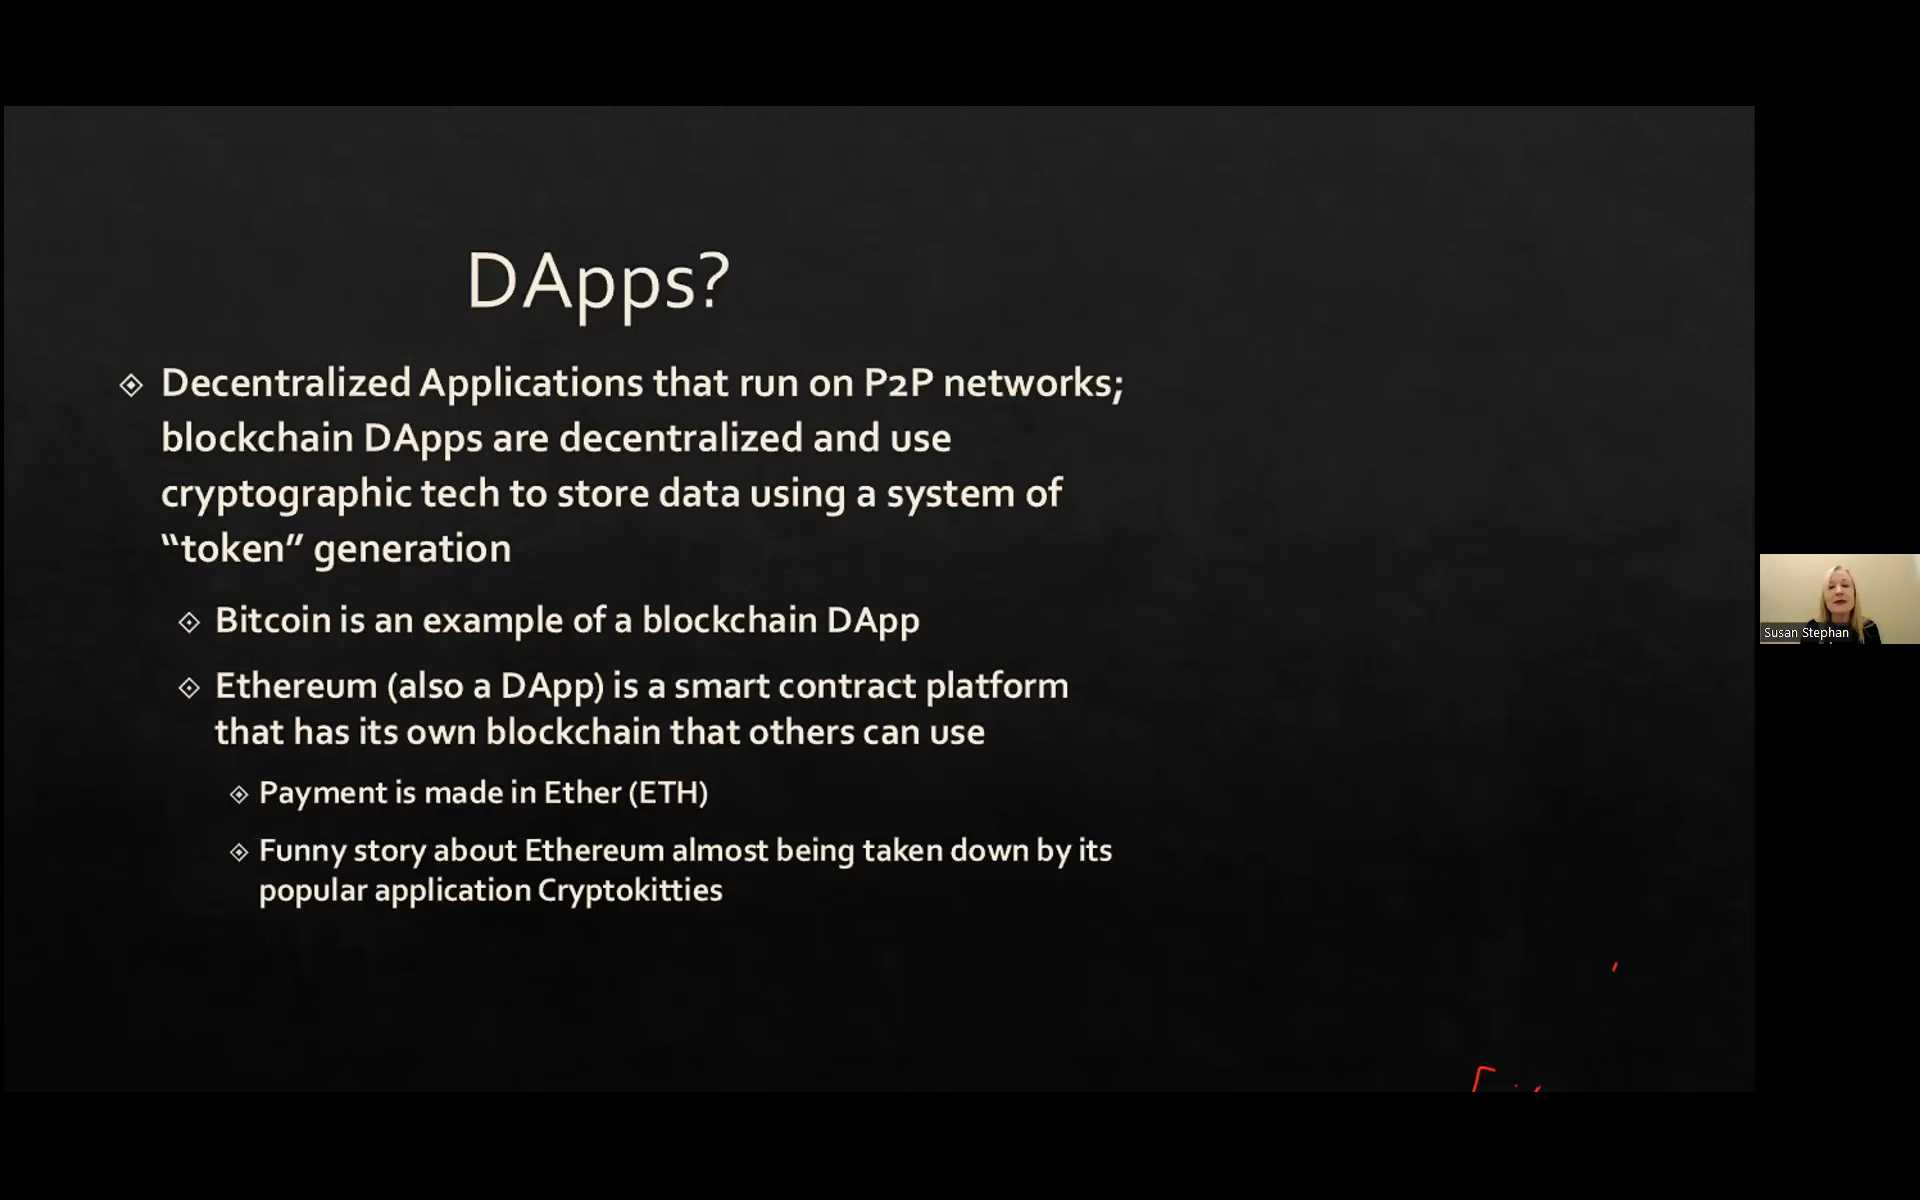 DApps?
Decentralized Applications that run on P2P networks;
blockchain DApps are decentralized and use
cryptographic tech to store data using a system of
“token” generation
Bitcoin is an example of a blockchain DApp
Ethereum (also a DApp) is a smart contract platform
that has its own blockchain that others can use
Payment is made in Ether (ETH)
Funny story about Ethereum almost being taken down by its
popular application Cryptokitties
Susan Stephan